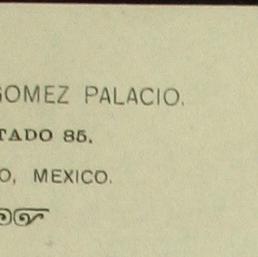 GOMEZ PALACIO.
TADO 85.
O, MEXICO.